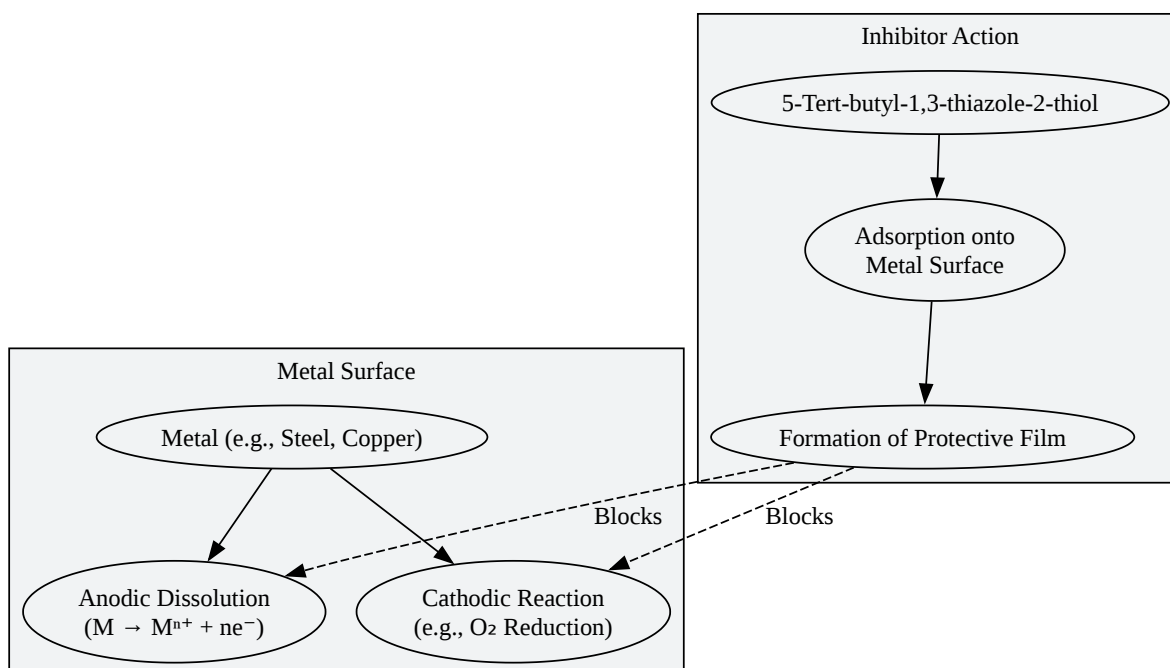 Inhibitor Action
5-Tert-butyl-1,3-thiazole-2-thiol
Adsorption onto
Metal Surface
Formation of Protective Film
Metal Surface
Metal (e.g., Steel, Copper)
Blocks
Blocks
Anodic Dissolution
(M → Mⁿ⁺ + ne⁻)
Cathodic Reaction
(e.g., O₂ Reduction)